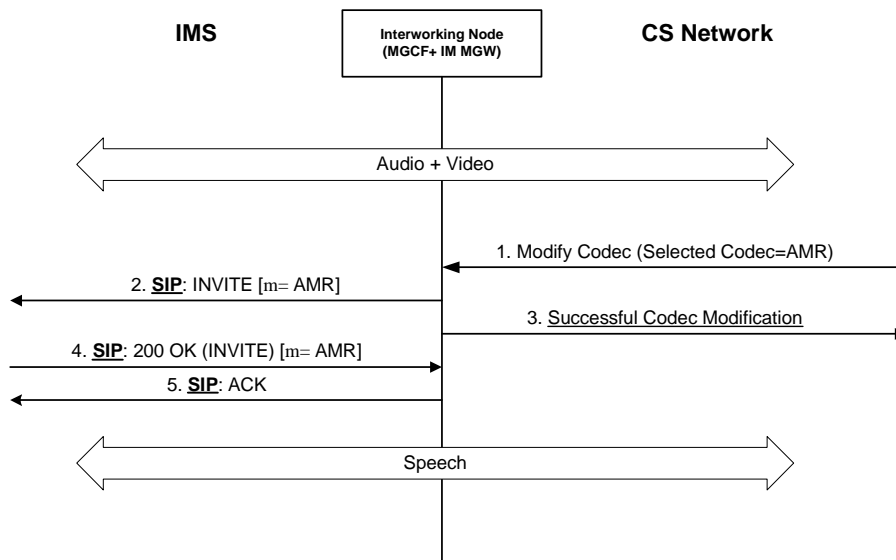 IMS
Interworking Node
(MGCF+ IM MGW)
CS Network
Audio + Video
1. Modify Codec (Selected Codec=AMR)
2. SIP: INVITE [m= AMR]
3. Successful Codec Modification
4. SIP: 200 OK (INVITE) [m= AMR]
5. SIP: ACK
Speech